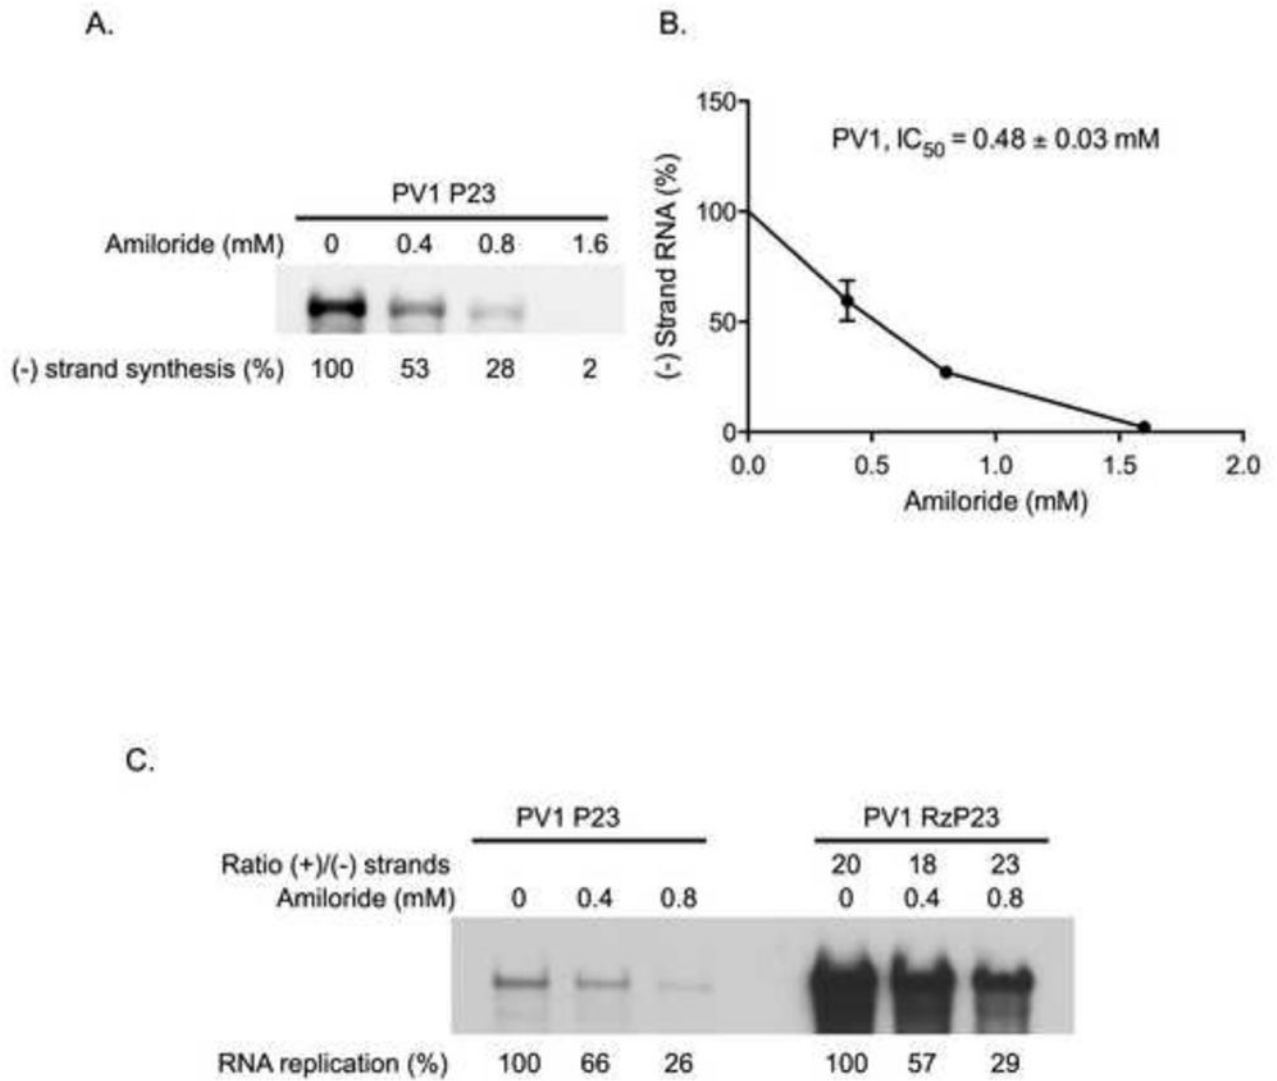 A.
PV1 P23
Amiloride (mM) 0 0.4 0.8 1.6
(-) strand synthesis (%) 100 53 28 2
B.
PV1, IC50 = 0.48 ± 0.03 mM
(-) Strand RNA (%)
150
100
50
0
0.0 0.5 1.0 1.5 2.0
Amiloride (mM)
C.
PV1 P23 PV1 RzP23
Ratio (+)/(-) strands 20 18 23
Amiloride (mM) 0 0.4 0.8 0 0.4 0.8
RNA replication (%) 100 66 26 100 57 29